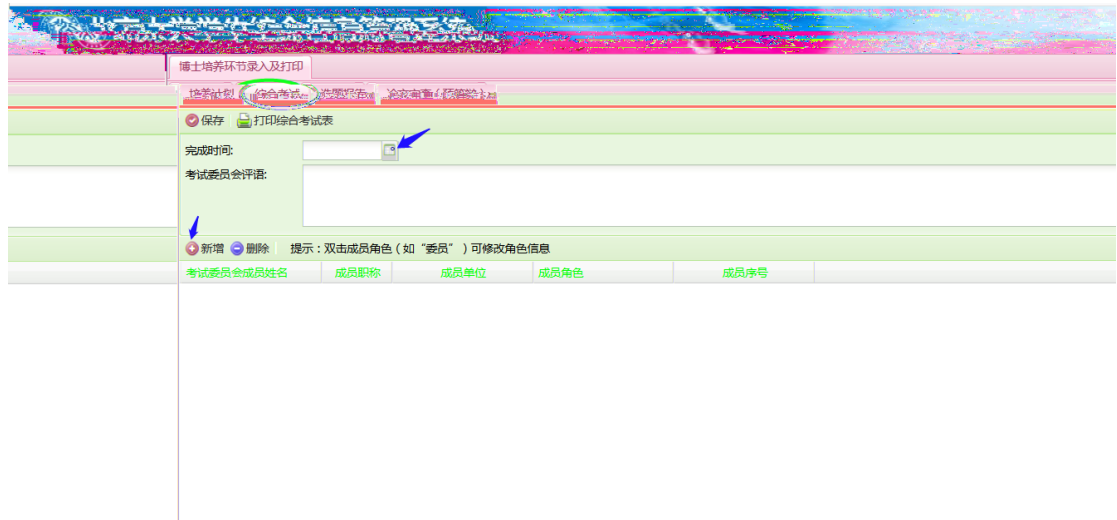 博士培养环节录入及打印
培养计划 综合考试 选题报告
保存 打印综合考试表
完成时间:
考试委员会评语:
新增 删除 提示：双击成员角色（如“委员”）可修改角色信息
考试委员会成员姓名 成员职称 成员单位 成员角色 成员序号